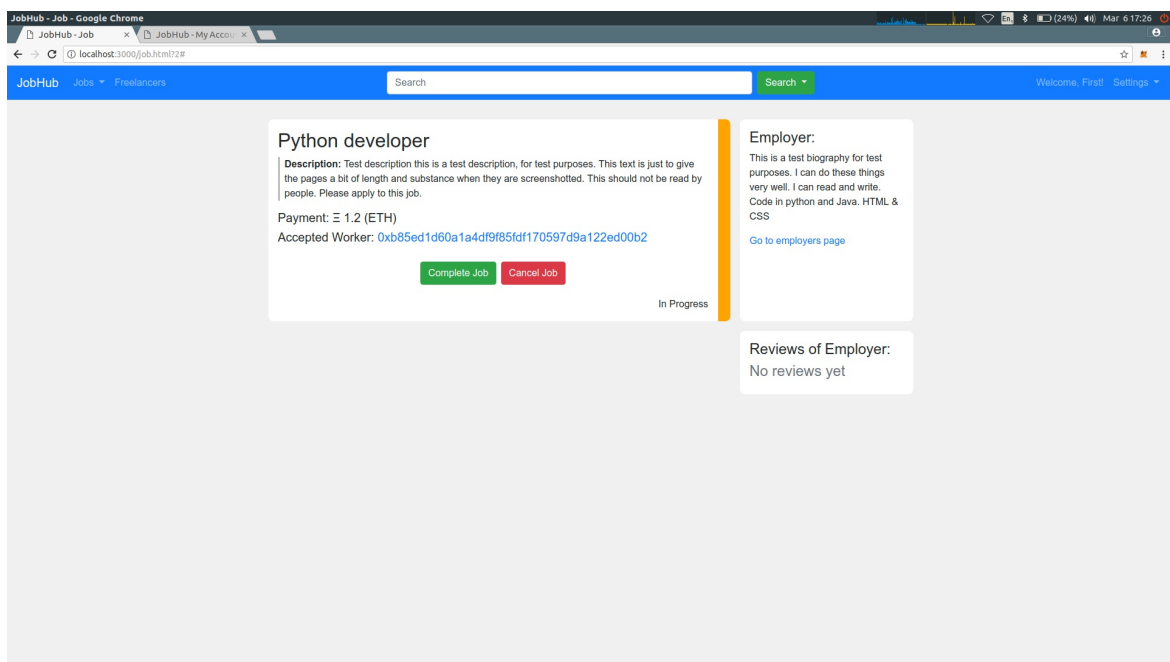 JobHub - Job - Google Chrome
En
(24%)
Mar 6 17:26
JobHub - Job
JobHub - My Accou
localhost:3000/job.html?2#
JobHub
Jobs
Freelancers
Search
Search
Welcome, First!
Settings
Python developer
Description: Test description this is a test description, for test purposes. This text is just to give
the pages a bit of length and substance when they are screenshotted. This should not be read by
people. Please apply to this job.
Payment: Ξ 1.2 (ETH)
Accepted Worker: 0xb85ed1d60a1a4df9f85fdf170597d9a122ed00b2
Complete Job
Cancel Job
In Progress
Employer:
This is a test biography for test
purposes. I can do these things
very well. I can read and write.
Code in python and Java. HTML &
CSS
Go to employers page
Reviews of Employer:
No reviews yet